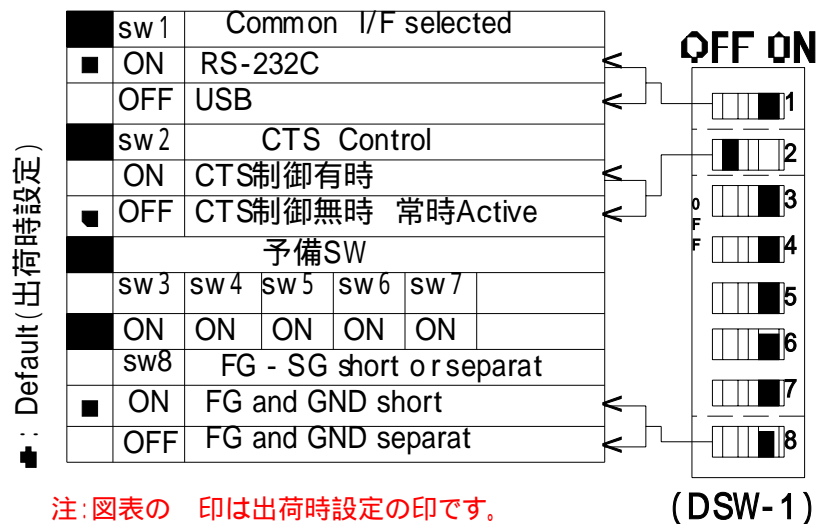 sw1 Common I/F selected
ON RS-232C
OFF USB
sw2 CTS Control
ON CTS制御有時
OFF CTS制御無時 常時Active
予備SW
sw3 sw4 sw5 sw6 sw7
ON ON ON ON ON
sw8 FG - SG short or separat
ON FG and GND short
OFF FG and GND separat
: Default(出荷時設定)
OFF ON
1
2
3
4
5
6
7
8
OFF
(DSW-1)
注:図表の 印は出荷時設定の印です。